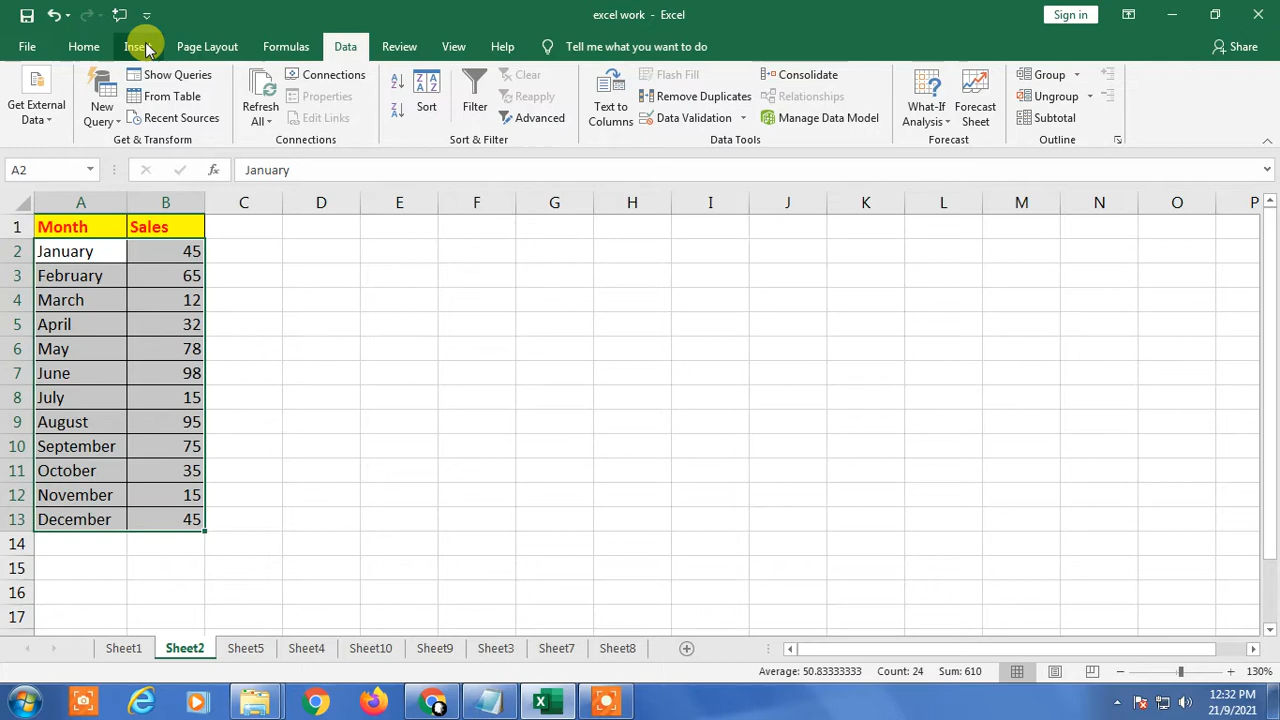 excel work - Excel
Sign in
File Home Insert Page Layout Formulas Data Review View Help Tell me what you want to do Share
Get External Data
New Query
Show Queries
From Table
Recent Sources
Get & Transform
Refresh All
Connections
Properties
Edit Links
Connections
Sort
Filter
Clear
Reapply
Advanced
Sort & Filter
Text to Columns
Flash Fill
Remove Duplicates
Data Validation
Consolidate
Relationships
Manage Data Model
Data Tools
What-If Analysis
Forecast Sheet
Forecast
Group
Ungroup
Subtotal
Outline
A2 fx January
A B C D E F G H I J K L M N O P
1 Month Sales
2 January 45
3 February 65
4 March 12
5 April 32
6 May 78
7 June 98
8 July 15
9 August 95
10 September 75
11 October 35
12 November 15
13 December 45
14
15
16
17
Sheet1 Sheet2 Sheet5 Sheet4 Sheet10 Sheet9 Sheet3 Sheet7 Sheet8
Average: 50.83333333 Count: 24 Sum: 610 130%
12:32 PM
21/9/2021